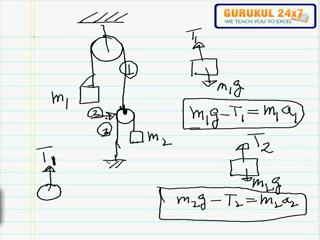 GURUKUL 24x7
WE TEACH YOU TO EXCEL
T₁
①
m₁g
m₁
m₁g-T₁=m₁a₁
②
②
m₂
T₂
T₁
m₂g
m₂g-T₂=m₂a₂